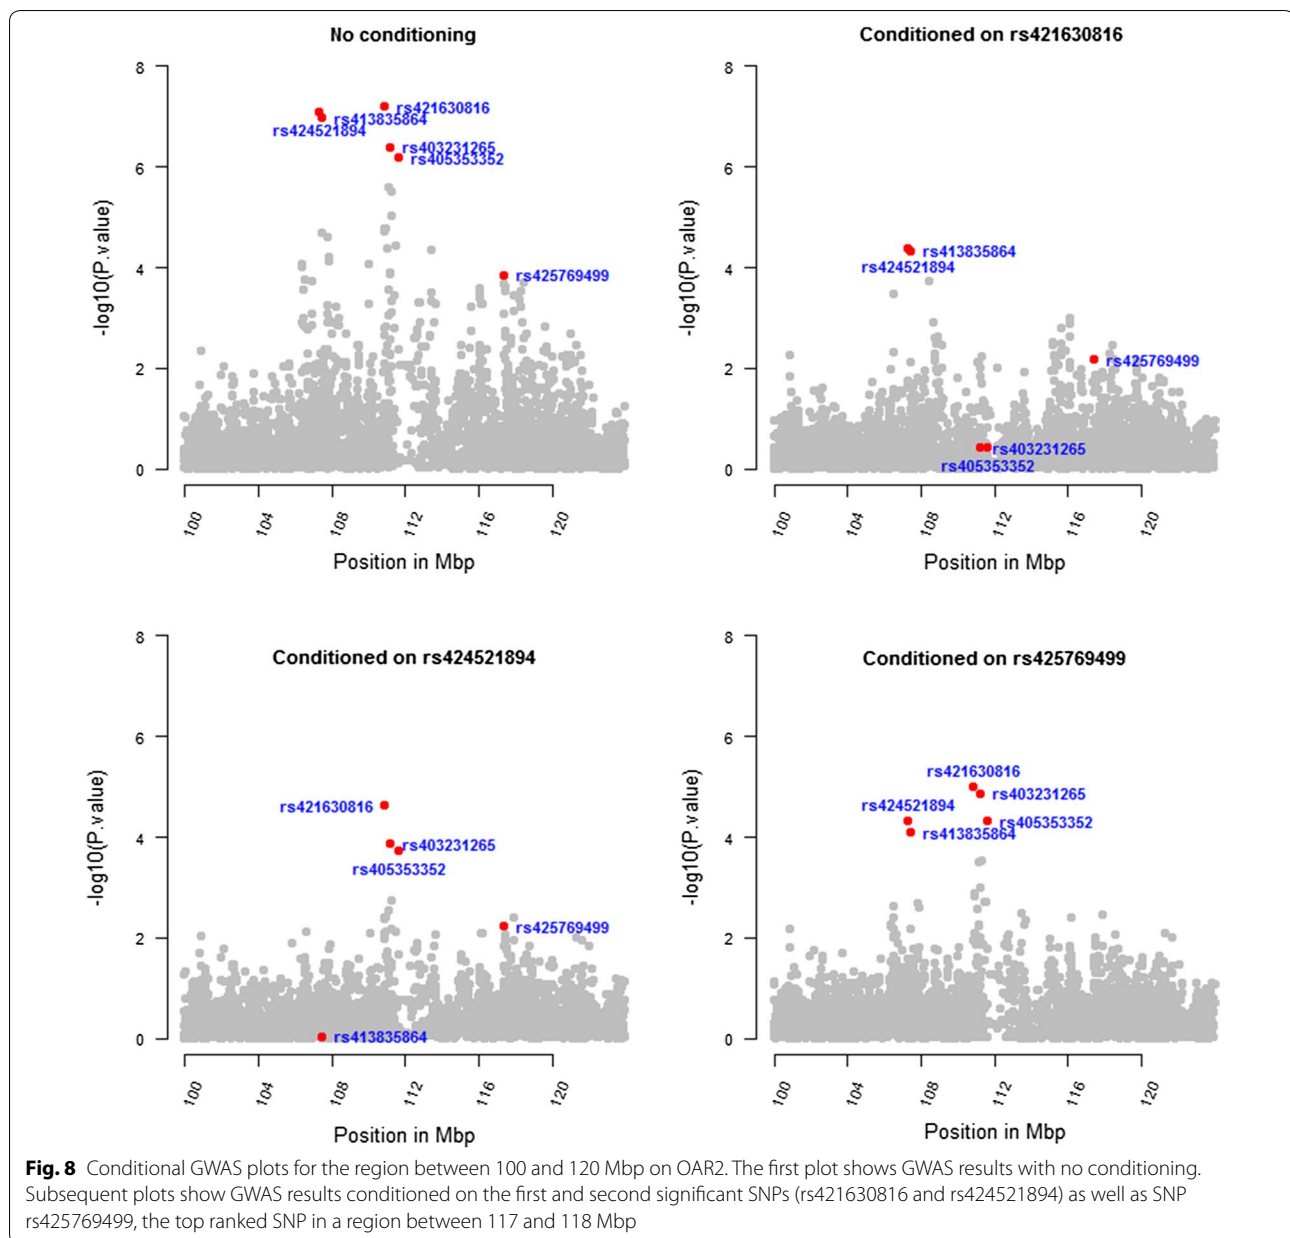 No conditioning
8
6
4
2
0
-log10(P.value)
rs421630816
rs413835864
rs424521894
rs403231265
rs405353352
rs425769499
100
104
108
112
116
120
Position in Mbp
Conditioned on rs421630816
8
6
4
2
0
-log10(P.value)
rs413835864
rs424521894
rs425769499
rs403231265
rs405353352
100
104
108
112
116
120
Position in Mbp
Conditioned on rs424521894
8
6
4
2
0
-log10(P.value)
rs421630816
rs403231265
rs405353352
rs425769499
rs413835864
100
104
108
112
116
120
Position in Mbp
Conditioned on rs425769499
8
6
4
2
0
-log10(P.value)
rs421630816
rs403231265
rs424521894
rs405353352
rs413835864
100
104
108
112
116
120
Position in Mbp
Fig. 8 Conditional GWAS plots for the region between 100 and 120 Mbp on OAR2. The first plot shows GWAS results with no conditioning.
Subsequent plots show GWAS results conditioned on the first and second significant SNPs (rs421630816 and rs424521894) as well as SNP
rs425769499, the top ranked SNP in a region between 117 and 118 Mbp